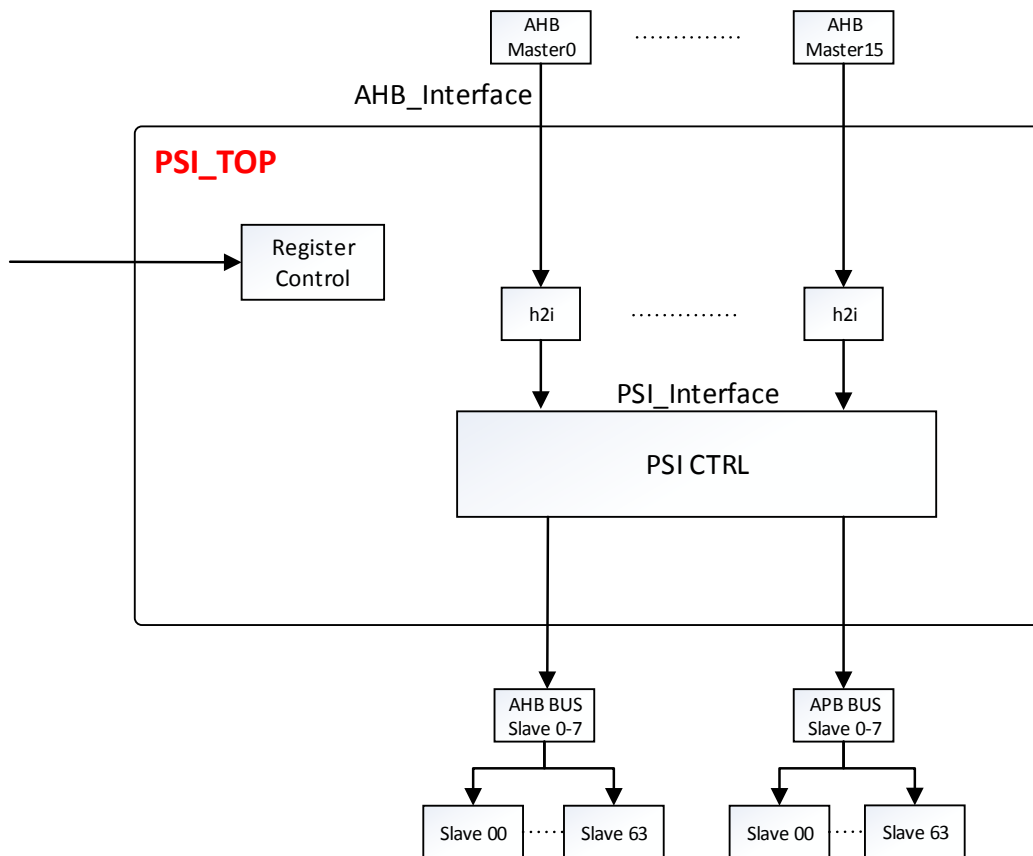 AHB
Master0
AHB
Master15
AHB_Interface
PSI_TOP
Register
Control
h2i
h2i
PSI_Interface
PSI CTRL
AHB BUS
Slave 0-7
APB BUS
Slave 0-7
Slave 00
Slave 63
Slave 00
Slave 63